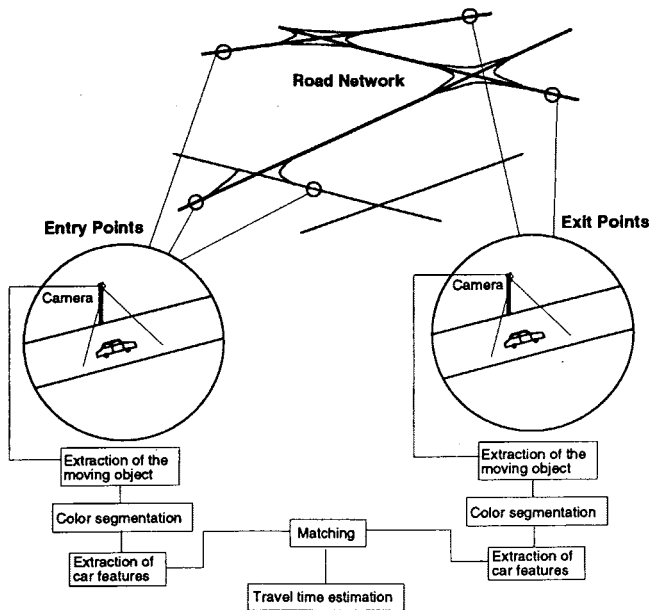 Road Network
Entry Points
Exit Points
Camera
Camera
Extraction of the
moving object
Extraction of the
moving object
Color segmentation
Color segmentation
Matching
Extraction of
car features
Extraction of
car features
Travel time estimation